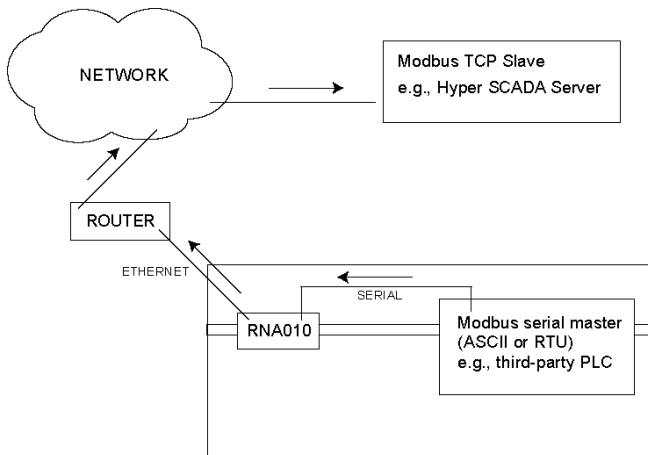 NETWORK
Modbus TCP Slave
e.g., Hyper SCADA Server
ROUTER
ETHERNET
SERIAL
RNA010
Modbus serial master
(ASCII or RTU)
e.g., third-party PLC